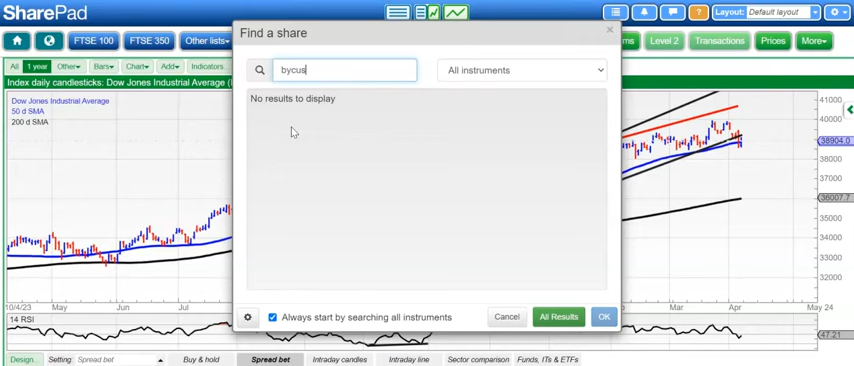 SharePad
Layout: Default layout
FTSE 100 FTSE 350 Other lists
Level 2 Transactions Prices More
Find a share
bycus All instruments
No results to display
Always start by searching all instruments
Cancel All Results OK
All 1 year Other Bars Chart Add Indicators
Index daily candlesticks: Dow Jones Industrial Average
Dow Jones Industrial Average
50 d SMA
200 d SMA
41000
40000
38904.0
38000
37000
36007.7
35000
34000
33000
32000
10/4/23 May Jun Jul Mar Apr May 24
14 RSI
47.21
Design... Setting: Spread bet Buy & hold Spread bet Intraday candles Intraday line Sector comparison Funds, ITs & ETFs